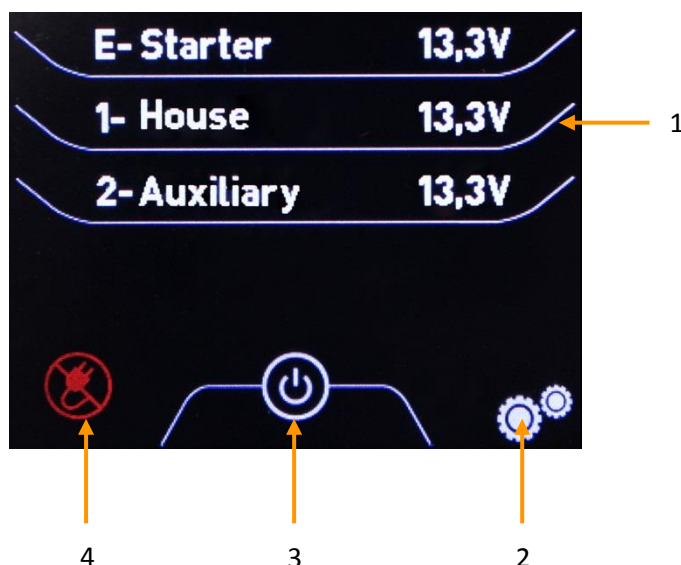 E- Starter 13,3V
1- House 13,3V
2- Auxiliary 13,3V
1
4 3 2